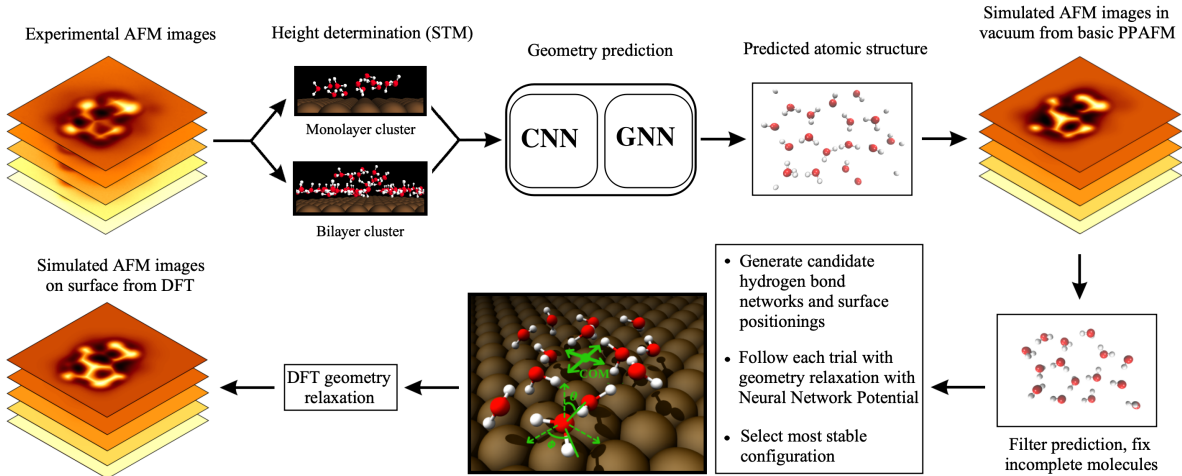 Experimental AFM images
Height determination (STM)
Monolayer cluster
Bilayer cluster
Geometry prediction
CNN
GNN
Predicted atomic structure
Simulated AFM images in
vacuum from basic PPAFM
Filter prediction, fix
incomplete molecules
• Generate candidate
hydrogen bond
networks and surface
positionings
• Follow each trial with
geometry relaxation with
Neural Network Potential
• Select most stable
configuration
COM
θ
Φ
DFT geometry
relaxation
Simulated AFM images
on surface from DFT